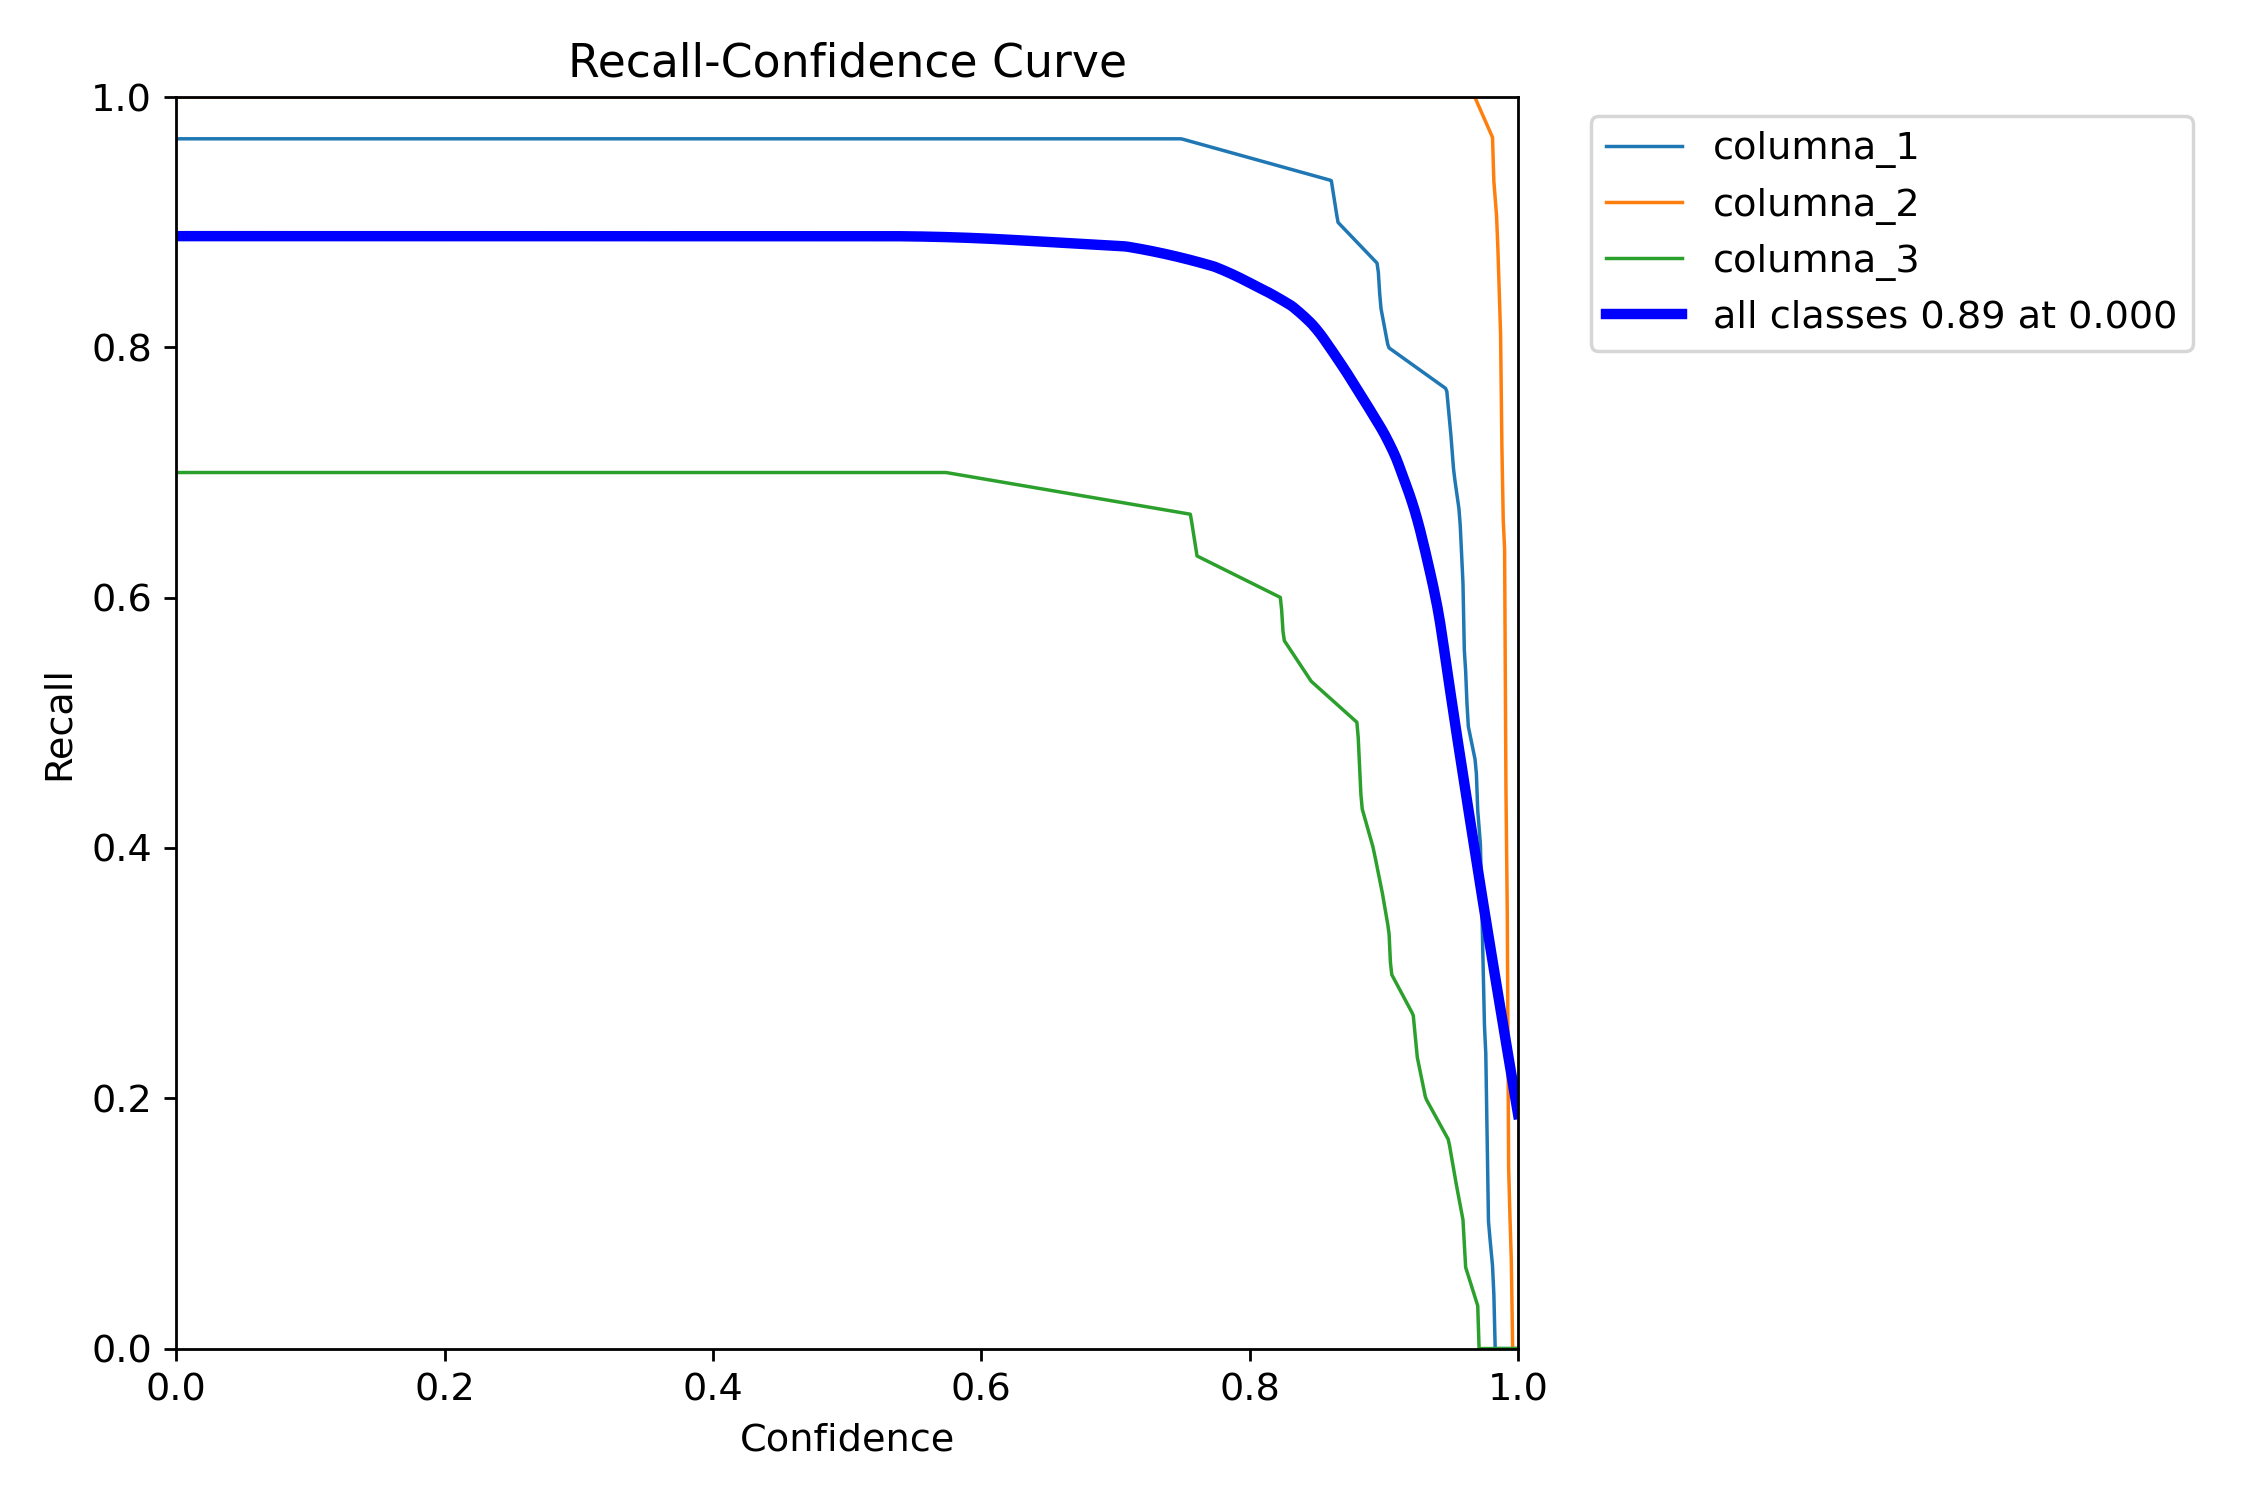 Recall-Confidence Curve
1.0
0.8
0.6
0.4
0.2
0.0
Recall
0.0 0.2 0.4 0.6 0.8 1.0
Confidence
columna_1
columna_2
columna_3
all classes 0.89 at 0.000